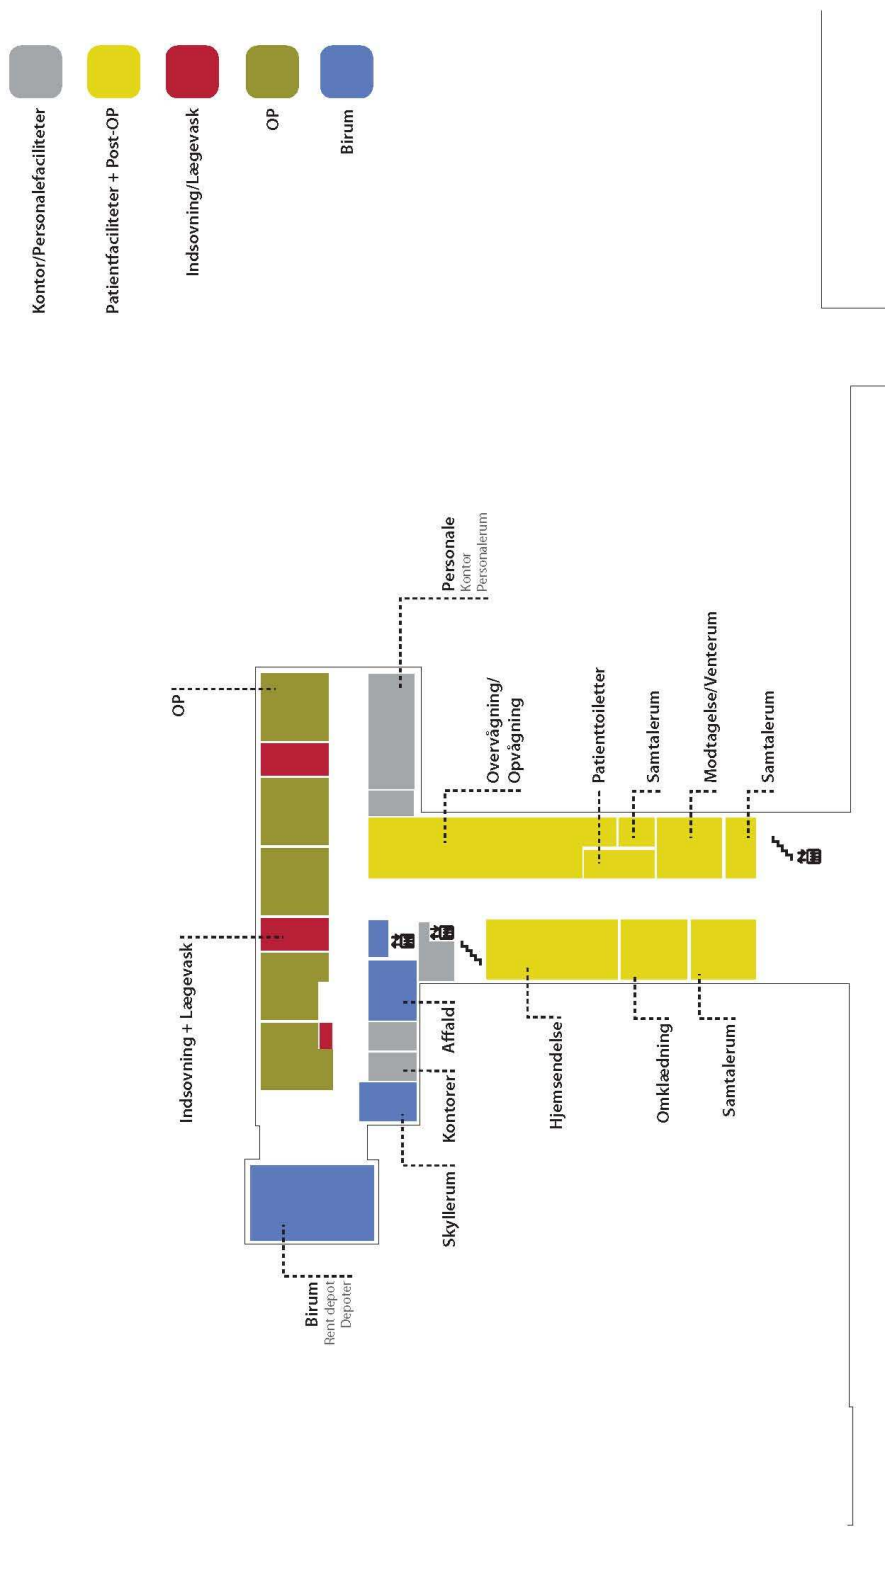 Kontor/Personalefaciliteter
Patientfaciliteter + Post-OP
Indsovning/Lægevask
OP
Birum
OP
Indsovning + Lægevask
Personale
Kontor
Personalerum
Birum
Rent depot
Depoter
Skyllerum
Kontorer
Affald
Overvågning/
Opvågning
Hjemsendelse
Patienttoiletter
Samtalerum
Omklædning
Modtagelse/Venterum
Samtalerum
Samtalerum